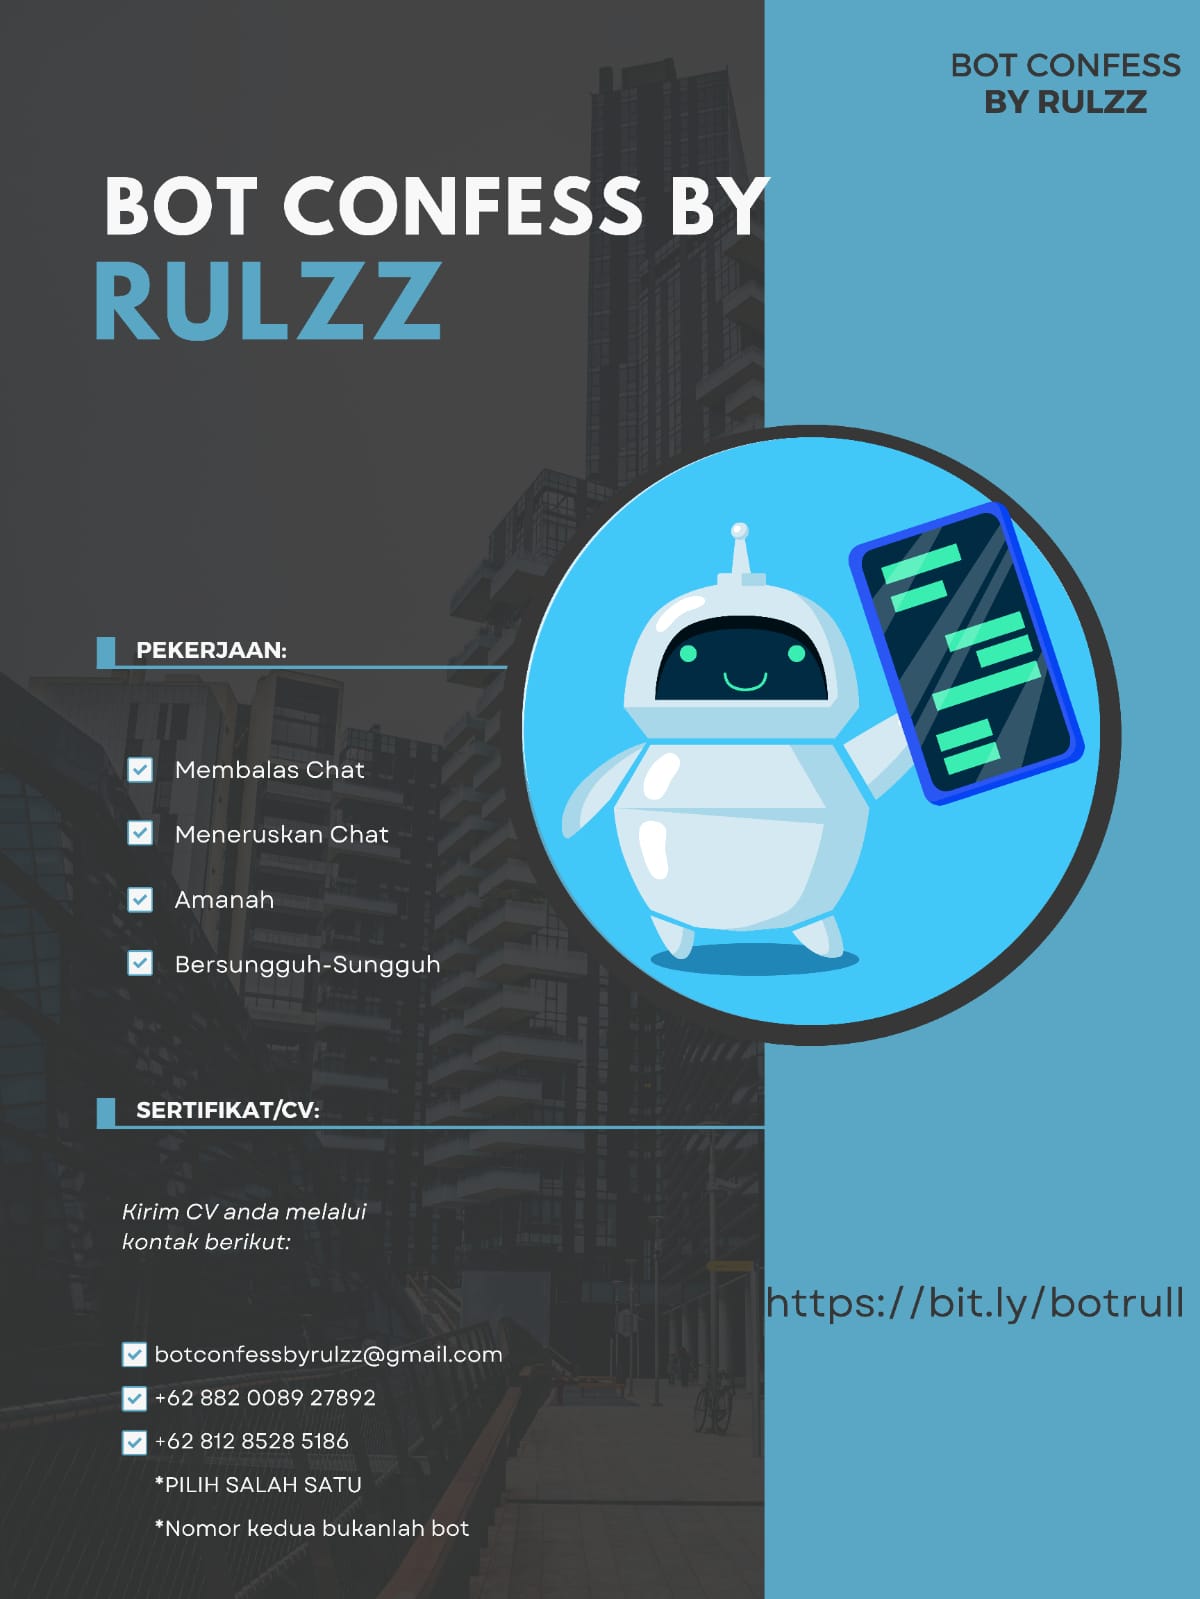 BOT CONFESS
BY RULZZ
BOT CONFESS BY
RULZZ
PEKERJAAN:
Membalas Chat
Meneruskan Chat
Amanah
Bersungguh-Sungguh
SERTIFIKAT/CV:
Kirim CV anda melalui
kontak berikut:
https://bit.ly/botrull
botconfessbyrulzz@gmail.com
+62 882 0089 27892
+62 812 8528 5186
*PILIH SALAH SATU
*Nomor kedua bukanlah bot